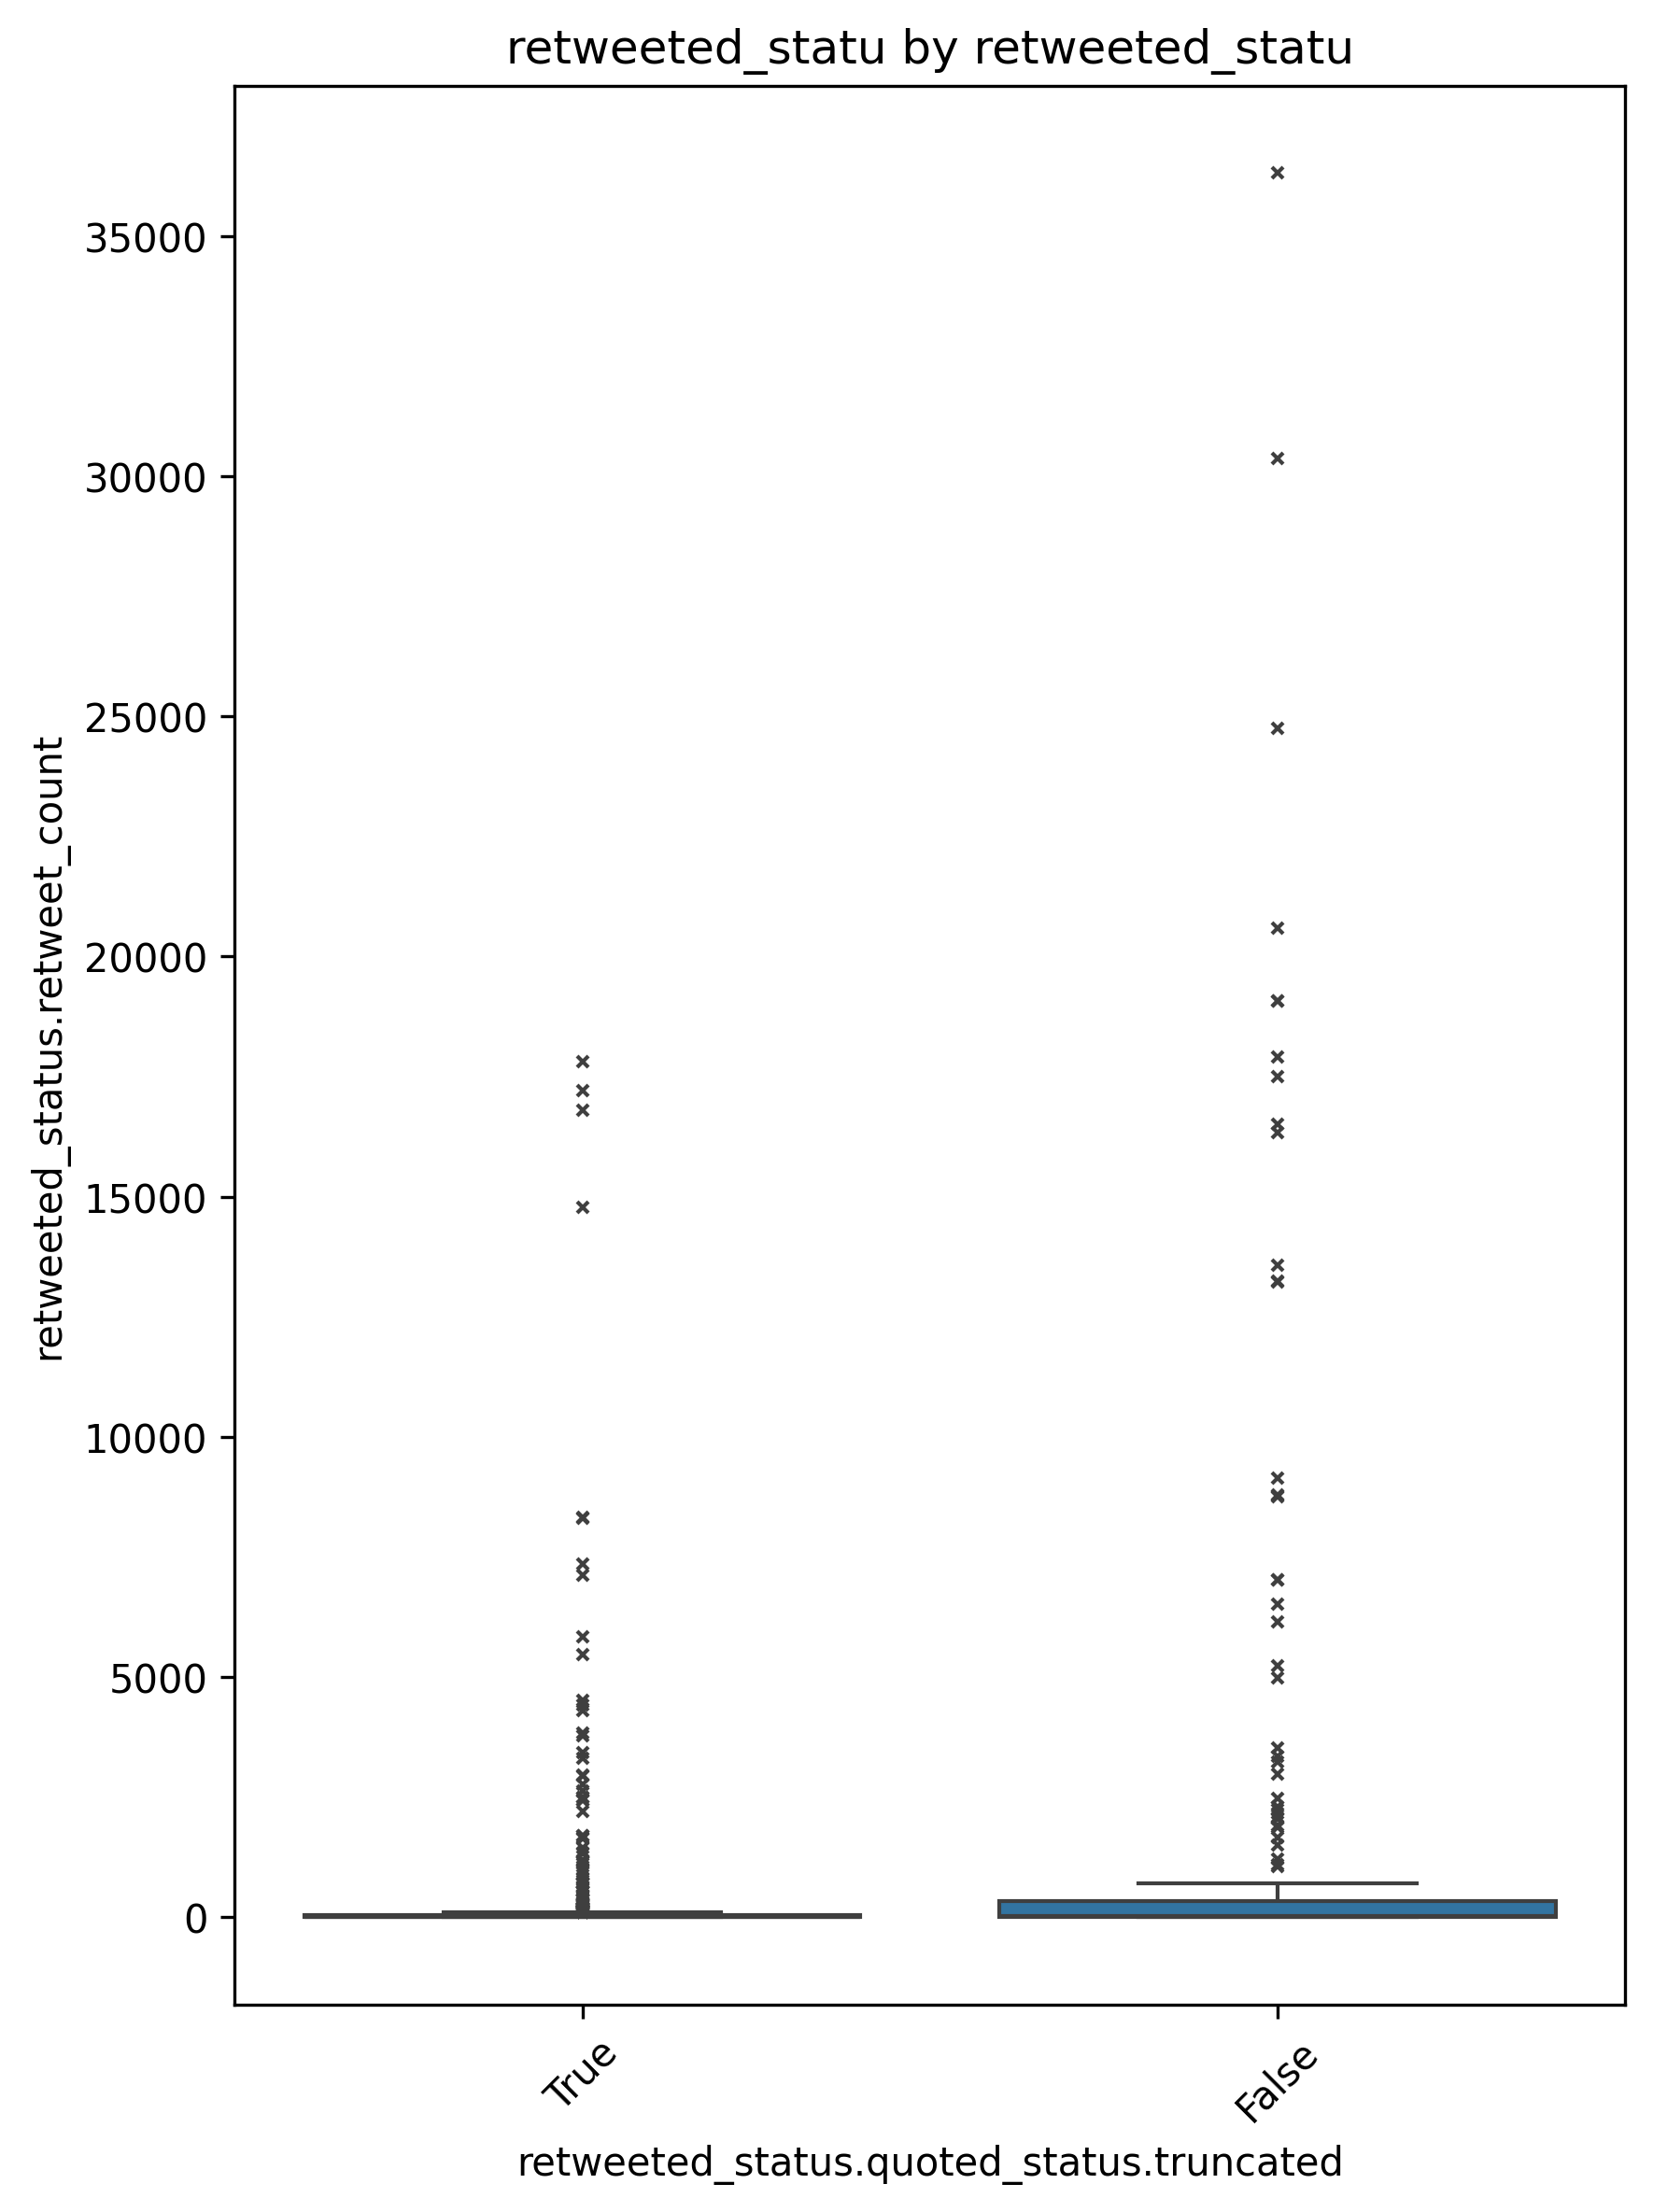 retweeted_statu by retweeted_statu
retweeted_status.retweet_count
35000
30000
25000
20000
15000
10000
5000
0
True
False
retweeted_status.quoted_status.truncated